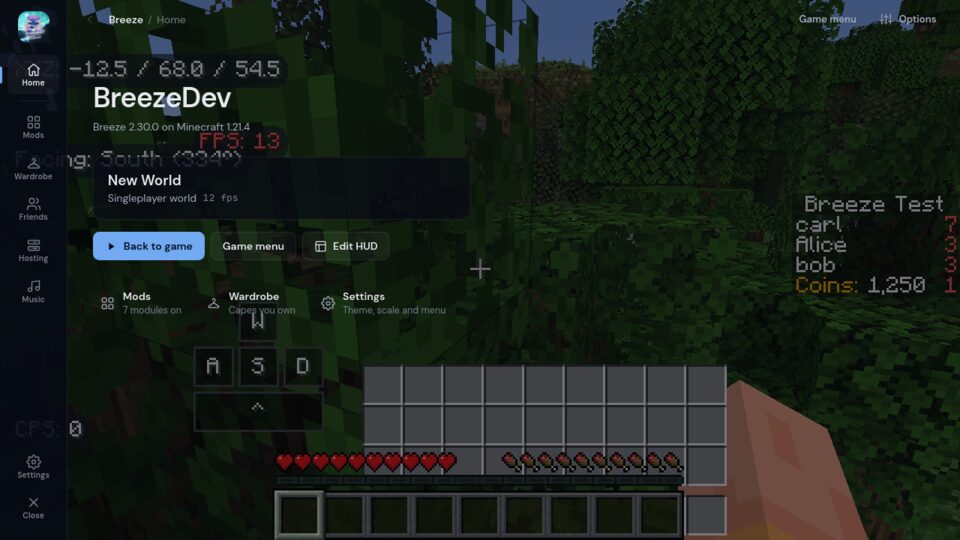 Breeze / Home
Game menu
Options
XYZ: -12.5 / 68.0 / 54.5
Home
BreezeDev
Breeze 2.30.0 on Minecraft 1.21.4
FPS: 13
Mods
Facing: South (334°)
Wardrobe
New World
Singleplayer world 12 fps
Friends
Breeze Test
carl 7
Alice 3
bob 3
Coins: 1,250 1
Hosting
Back to game
Game menu
Edit HUD
Music
Mods
7 modules on
Wardrobe
Capes you own
Settings
Theme, scale and menu
W
A S D
^
CPS: 0
Settings
Close